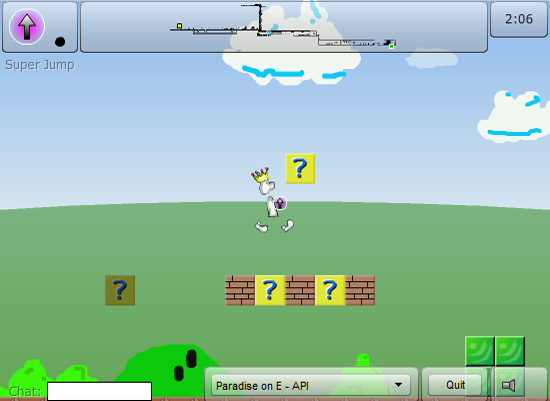 2:06
Super Jump
?
?
? ?
Chat:
Paradise on E - API
Quit